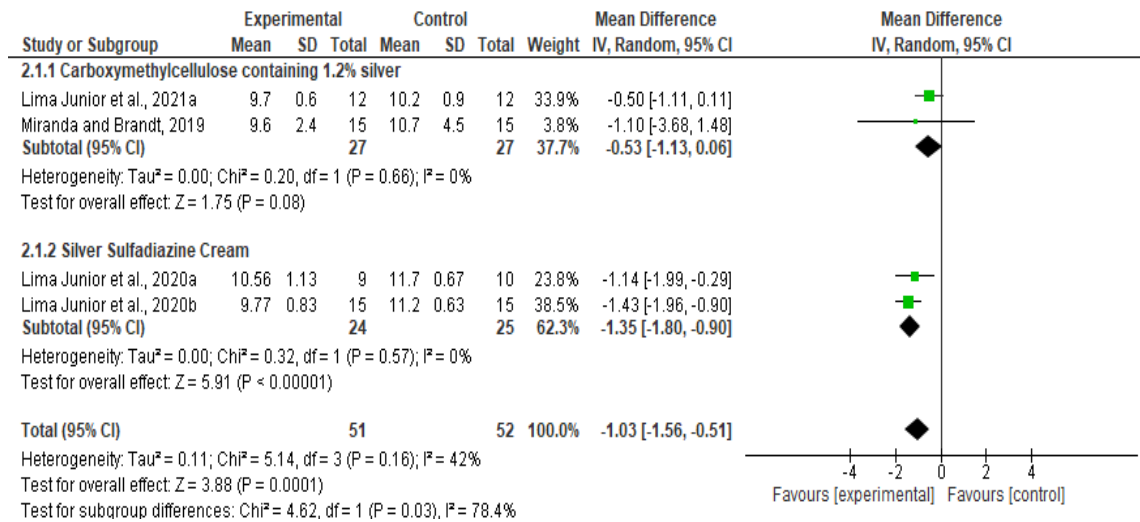 Experimental Control Mean Difference Mean Difference
Study or Subgroup Mean SD Total Mean SD Total Weight IV, Random, 95% CI IV, Random, 95% CI
2.1.1 Carboxymethylcellulose containing 1.2% silver
Lima Junior et al., 2021a 9.7 0.6 12 10.2 0.9 12 33.9% -0.50 [-1.11, 0.11]
Miranda and Brandt, 2019 9.6 2.4 15 10.7 4.5 15 3.8% -1.10 [-3.68, 1.48]
Subtotal (95% CI) 27 27 37.7% -0.53 [-1.13, 0.06]
Heterogeneity: Tau² = 0.00; Chi² = 0.20, df = 1 (P = 0.66); I² = 0%
Test for overall effect: Z = 1.75 (P = 0.08)
2.1.2 Silver Sulfadiazine Cream
Lima Junior et al., 2020a 10.56 1.13 9 11.7 0.67 10 23.8% -1.14 [-1.99, -0.29]
Lima Junior et al., 2020b 9.77 0.83 15 11.2 0.63 15 38.5% -1.43 [-1.96, -0.90]
Subtotal (95% CI) 24 25 62.3% -1.35 [-1.80, -0.90]
Heterogeneity: Tau² = 0.00; Chi² = 0.32, df = 1 (P = 0.57); I² = 0%
Test for overall effect: Z = 5.91 (P < 0.00001)
Total (95% CI) 51 52 100.0% -1.03 [-1.56, -0.51]
Heterogeneity: Tau² = 0.11; Chi² = 5.14, df = 3 (P = 0.16); I² = 42%
Test for overall effect: Z = 3.88 (P = 0.0001)
Test for subgroup differences: Chi² = 4.62, df = 1 (P = 0.03), I² = 78.4%
-4 -2 0 2 4
Favours [experimental] Favours [control]